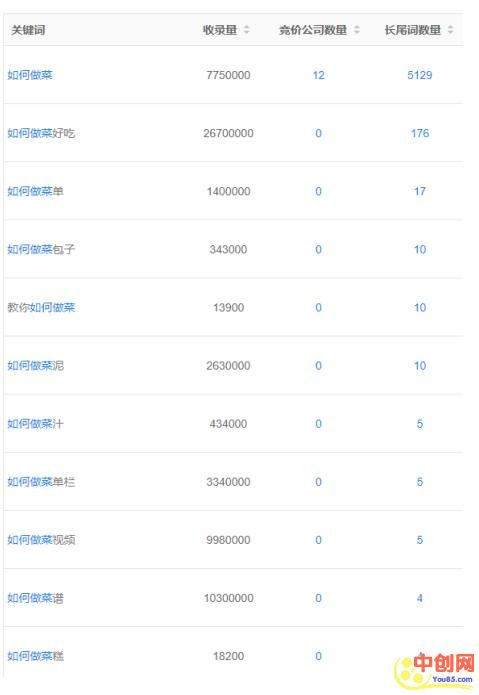 关键词 收录量 竞价公司数量 长尾词数量
如何做菜 7750000 12 5129
如何做菜好吃 26700000 0 176
如何做菜单 1400000 0 17
如何做菜包子 343000 0 10
教你如何做菜 13900 0 10
如何做菜泥 2630000 0 10
如何做菜汁 434000 0 5
如何做菜单栏 3340000 0 5
如何做菜视频 9980000 0 5
如何做菜谱 10300000 0 4
如何做菜糕 18200 0
中创网
You85.com